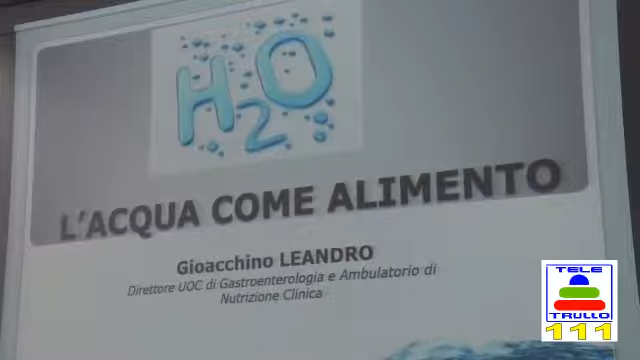 H2O
L'ACQUA COME ALIMENTO
Gioacchino LEANDRO
Direttore UOC di Gastroenterologia e Ambulatorio di
Nutrizione Clinica
TELE
TRULLO
111